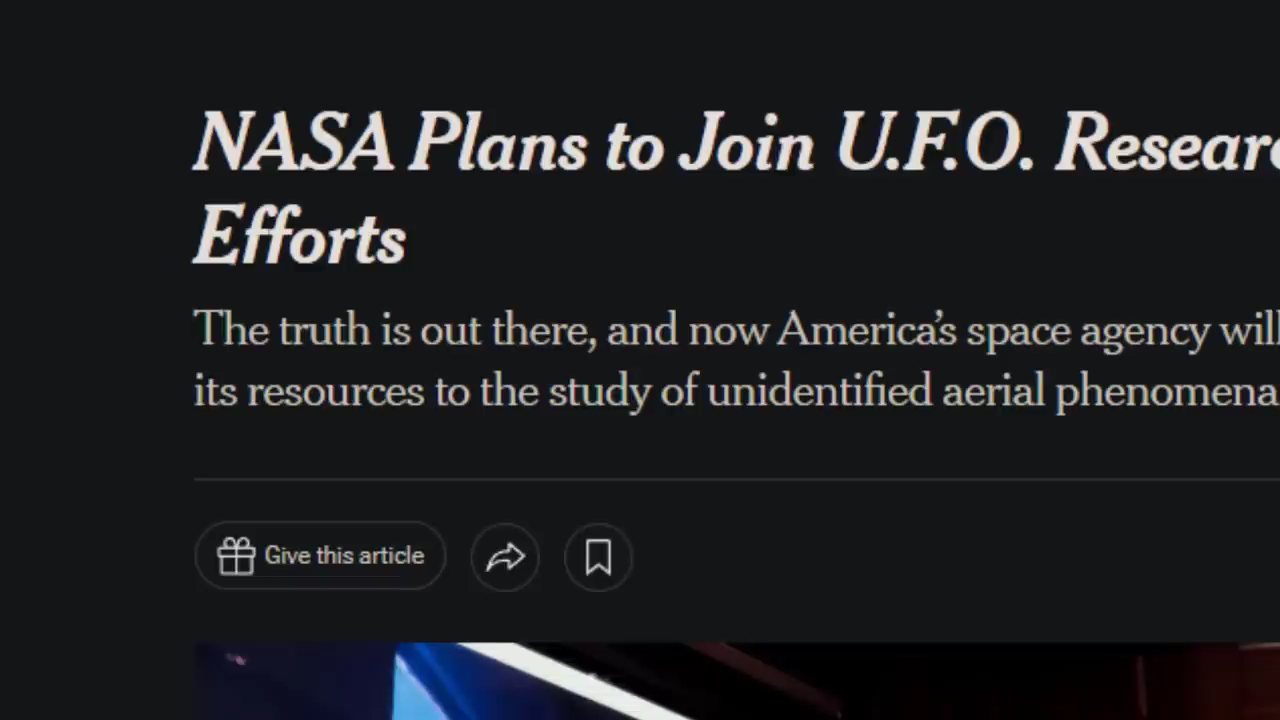 NASA Plans to Join U.F.O. Resear
Efforts
The truth is out there, and now America’s space agency will
its resources to the study of unidentified aerial phenomena
Give this article